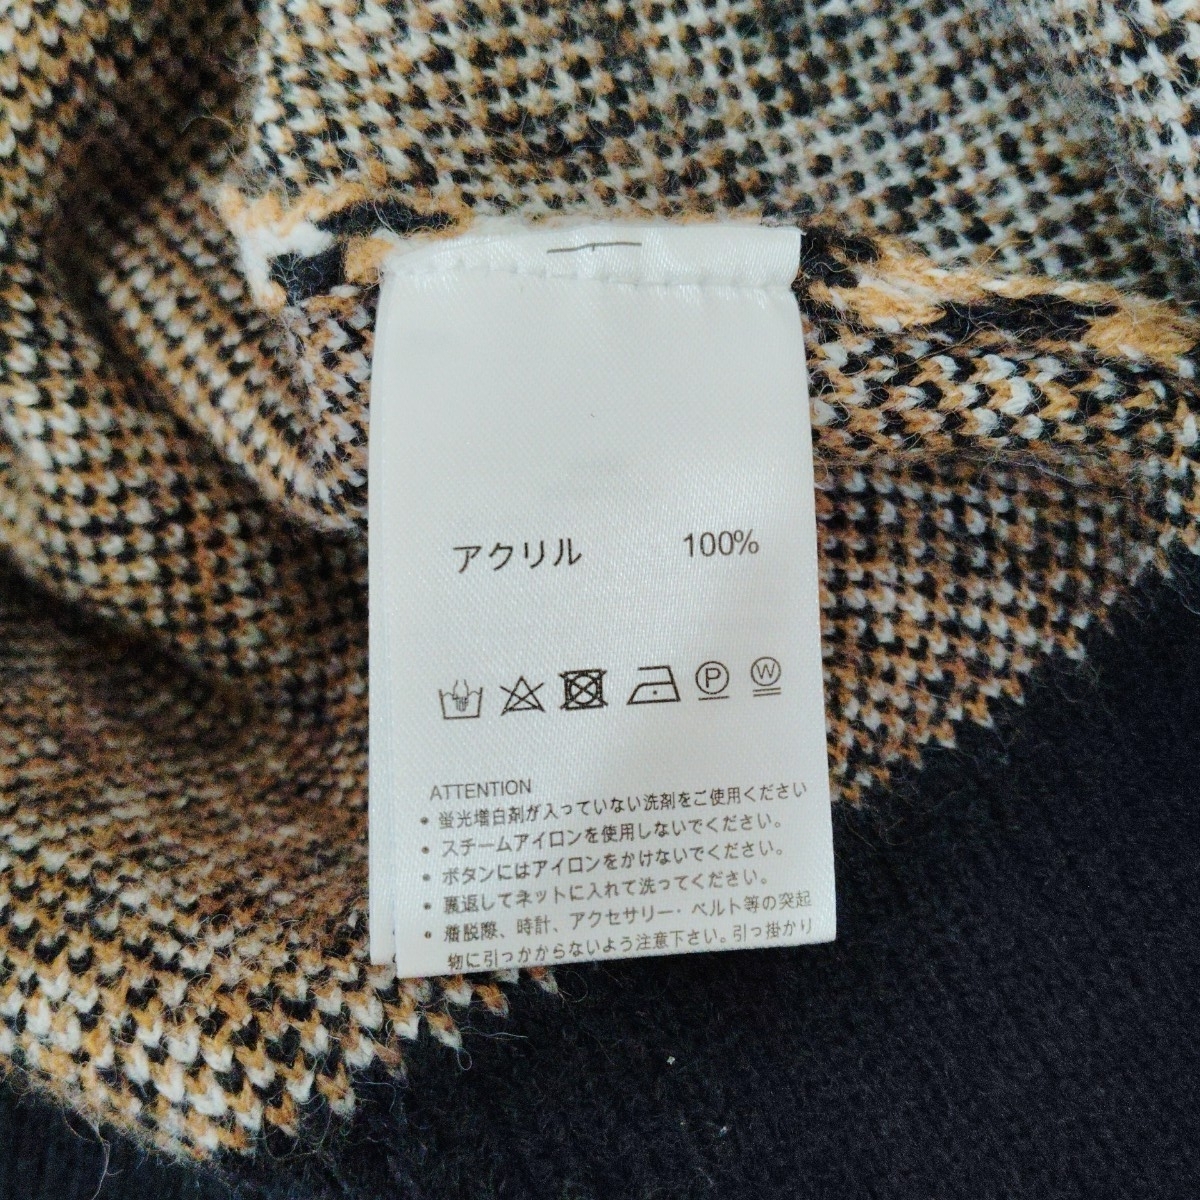 アクリル 100%
P W
ATTENTION
• 蛍光増白剤が入っていない洗剤をご使用ください
• スチームアイロンを使用しないでください。
• ボタンにはアイロンをかけないでください。
• 裏返してネットに入れて洗ってください。
• 着脱際、時計、アクセサリー・ベルト等の突起
物に引っかからないよう注意下さい。引っ掛かり